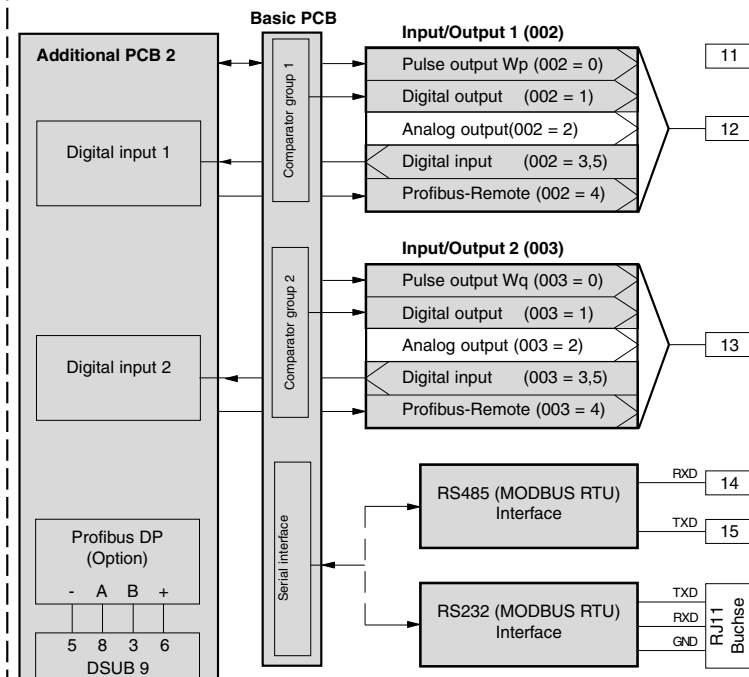 Basic PCB
Additional PCB 2
Digital input 1
Digital input 2
Profibus DP
(Option)
- A B +
5 8 3 6
DSUB 9
Comparator group 1
Comparator group 2
Serial interface
Input/Output 1 (002)
Pulse output Wp (002 = 0)
Digital output (002 = 1)
Analog output(002 = 2)
Digital input (002 = 3,5)
Profibus-Remote (002 = 4)
11
12
Input/Output 2 (003)
Pulse output Wq (003 = 0)
Digital output (003 = 1)
Analog output (003 = 2)
Digital input (003 = 3,5)
Profibus-Remote (003 = 4)
13
RS485 (MODBUS RTU)
Interface
RXD 14
TXD 15
RS232 (MODBUS RTU)
Interface
TXD
RXD
GND
RJ11
Buchse